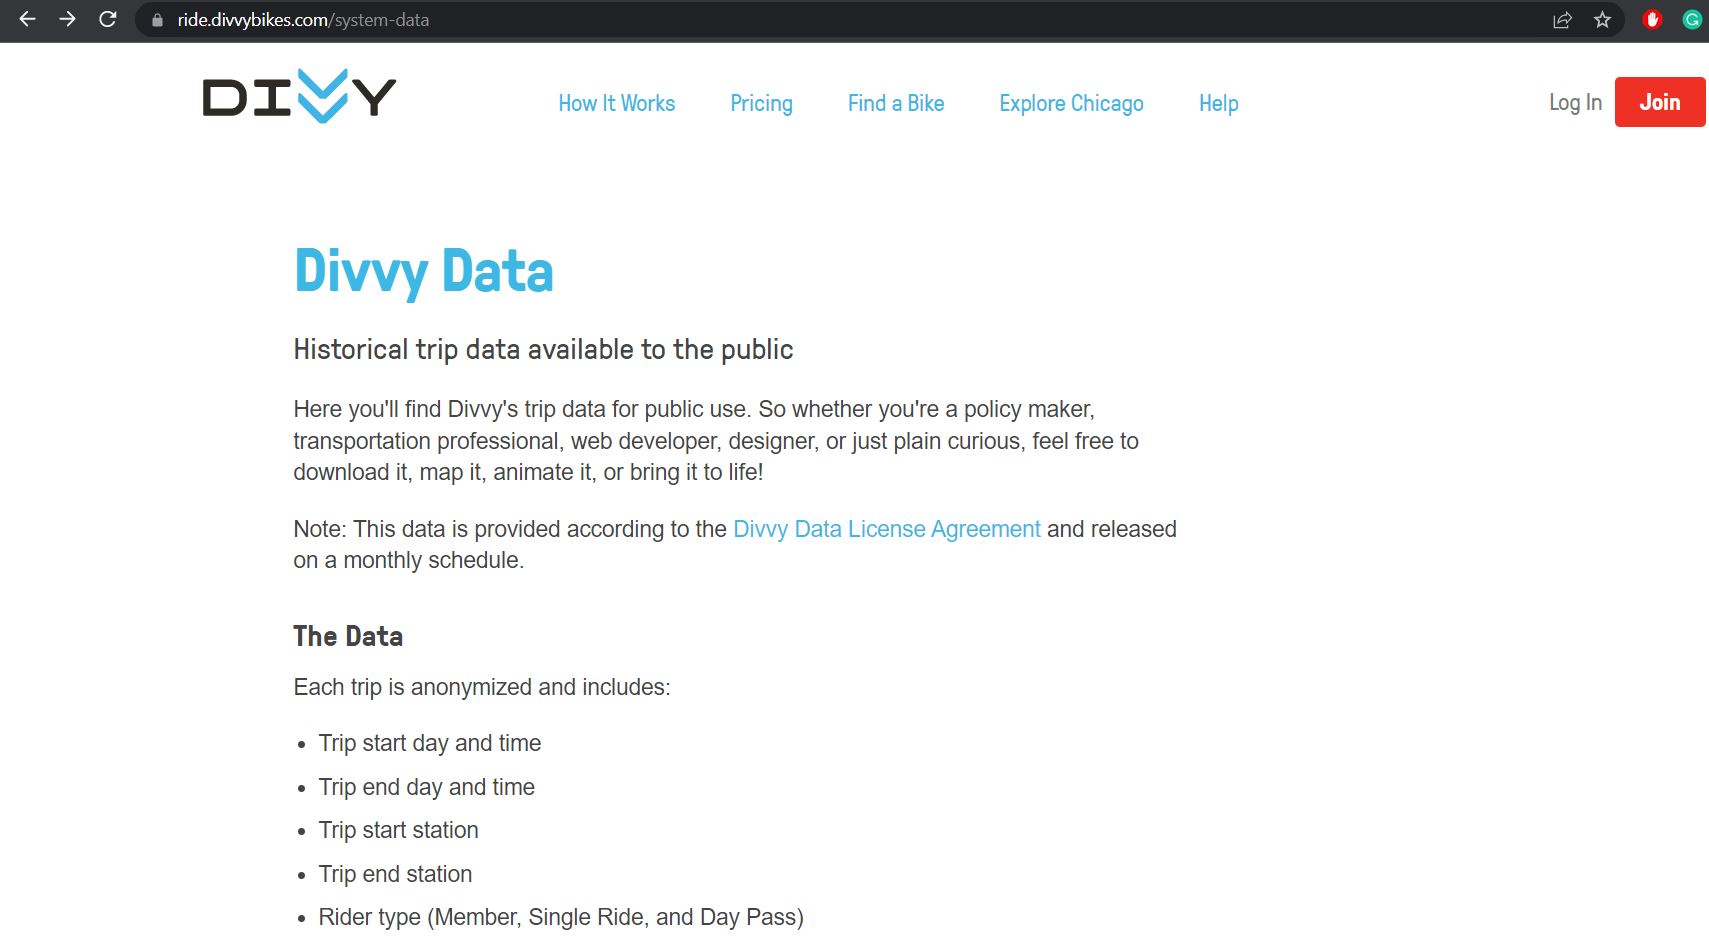 ride.divvybikes.com/system-data
DIVVY
How It Works Pricing Find a Bike Explore Chicago Help Log In Join
Divvy Data
Historical trip data available to the public
Here you'll find Divvy's trip data for public use. So whether you're a policy maker,
transportation professional, web developer, designer, or just plain curious, feel free to
download it, map it, animate it, or bring it to life!
Note: This data is provided according to the Divvy Data License Agreement and released
on a monthly schedule.
The Data
Each trip is anonymized and includes:
• Trip start day and time
• Trip end day and time
• Trip start station
• Trip end station
• Rider type (Member, Single Ride, and Day Pass)